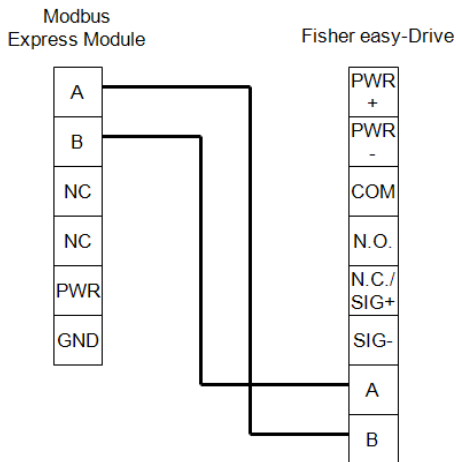 Modbus
Express Module
Fisher easy-Drive
A
B
NC
NC
PWR
GND
PWR
+
PWR
-
COM
N.O.
N.C./
SIG+
SIG-
A
B